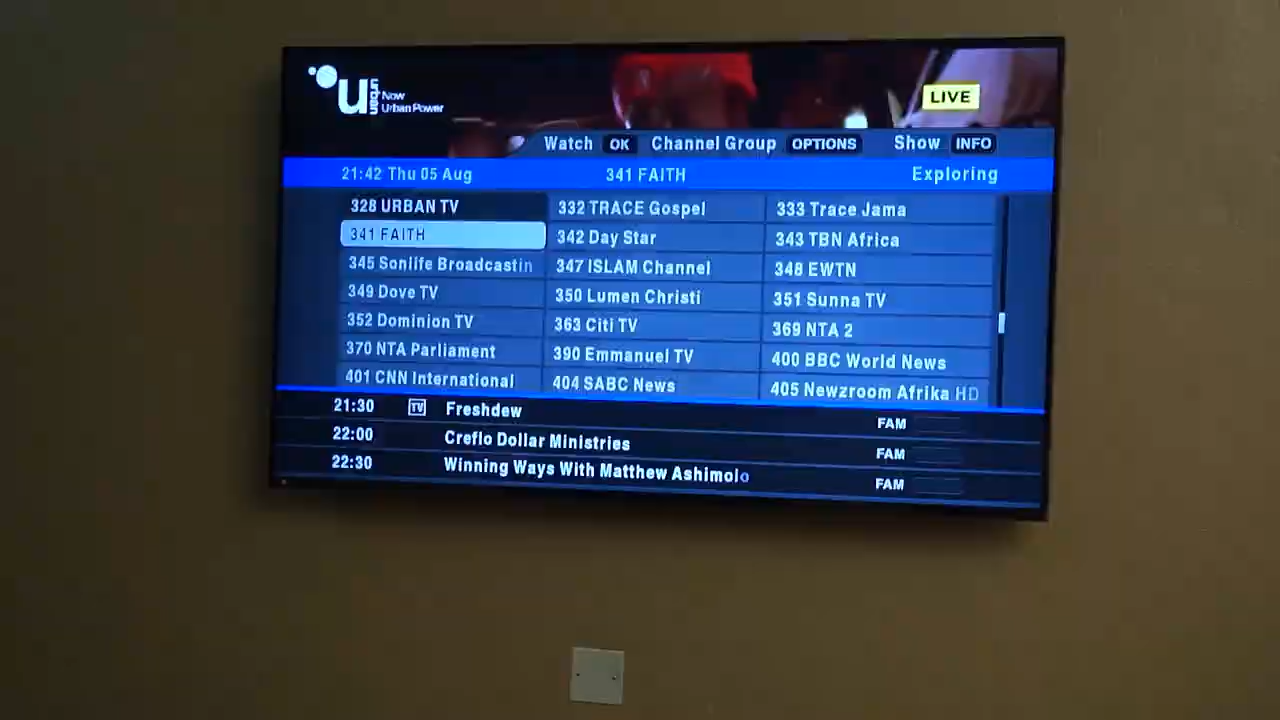 Urban
Now
Urban Power
LIVE
Watch OK Channel Group OPTIONS Show INFO
21:42 Thu 05 Aug 341 FAITH Exploring
328 URBAN TV 332 TRACE Gospel 333 Trace Jama
341 FAITH 342 Day Star 343 TBN Africa
345 Sonlife Broadcastin 347 ISLAM Channel 348 EWTN
349 Dove TV 350 Lumen Christi 351 Sunna TV
352 Dominion TV 363 Citi TV 369 NTA 2
370 NTA Parliament 390 Emmanuel TV 400 BBC World News
401 CNN International 404 SABC News 405 Newzroom Afrika HD
21:30 TV Freshdew FAM
22:00 Creflo Dollar Ministries FAM
22:30 Winning Ways With Matthew Ashimolo FAM